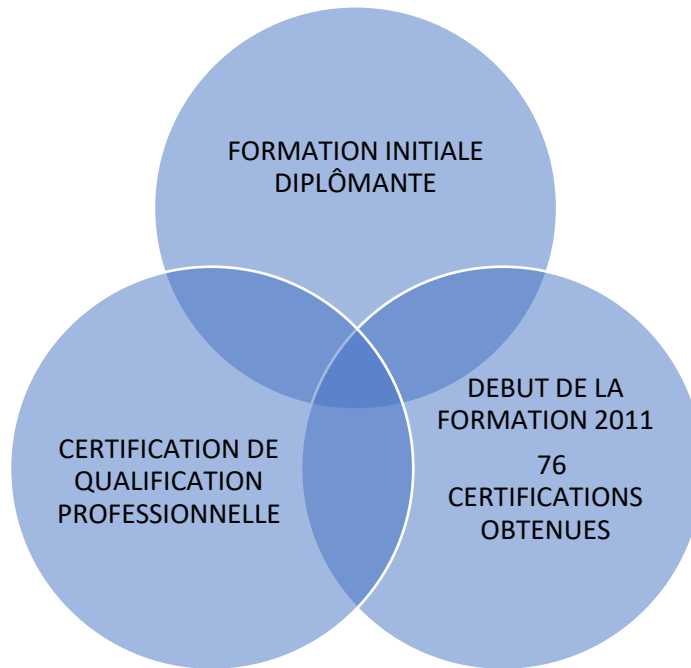 FORMATION INITIALE
DIPLÔMANTE
CERTIFICATION DE
QUALIFICATION
PROFESSIONNELLE
DEBUT DE LA
FORMATION 2011
76
CERTIFICATIONS
OBTENUES